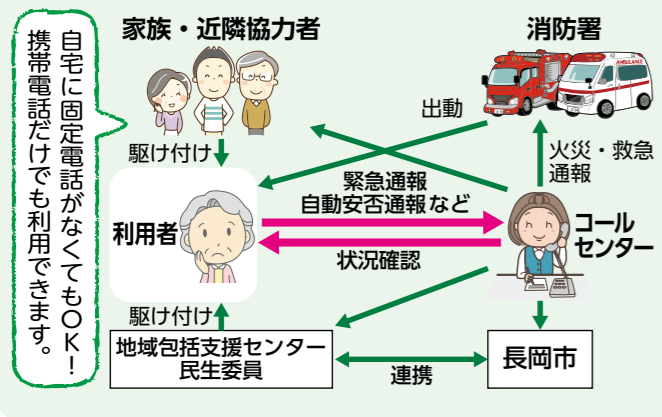 自宅に固定電話がなくてもOK!
携帯電話だけでも利用できます。
家族・近隣協力者
消防署
AMBULANCE
出動
駆け付け
火災・救急
通報
緊急通報
自動安否通報など
利用者
コール
センター
状況確認
駆け付け
地域包括支援センター
民生委員
連携
長岡市